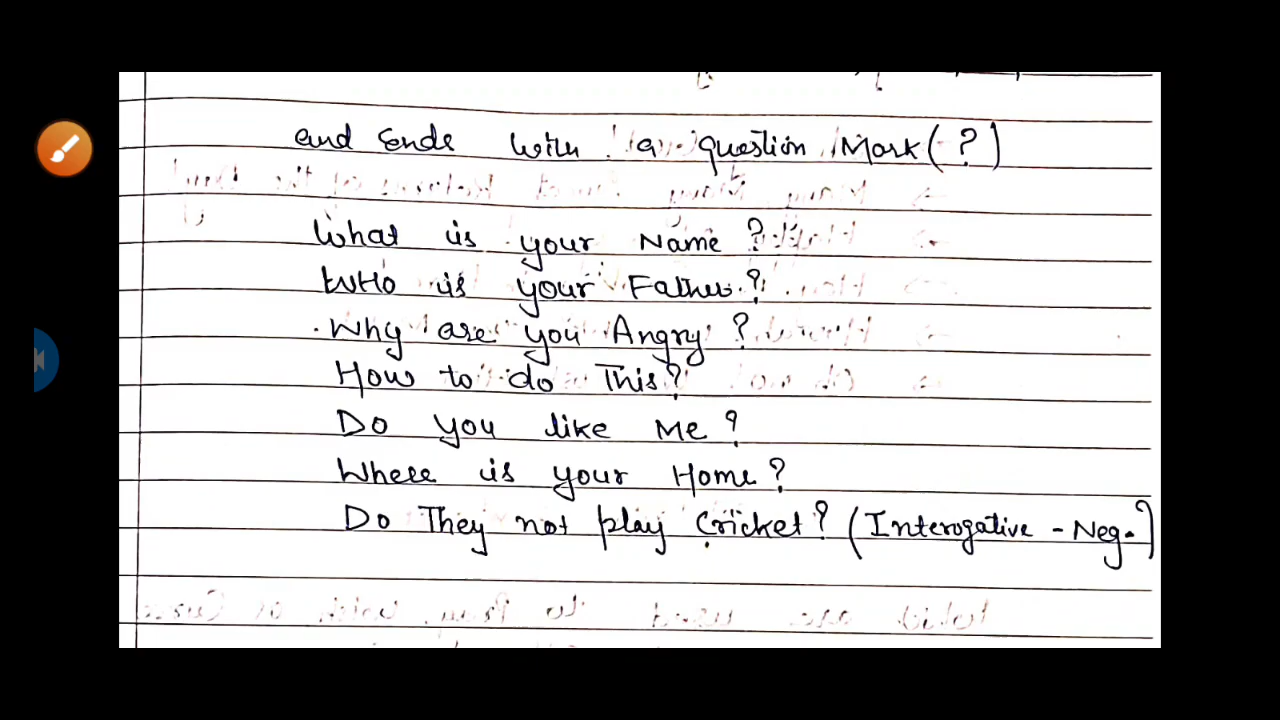 and Ends with a question Mark (?)
What is your Name ?
WHo is your Father ?
Why are you Angry ?
How to do This?
Do you like Me ?
Where is your Home ?
Do They not play Cricket? (Interogative - Neg.)